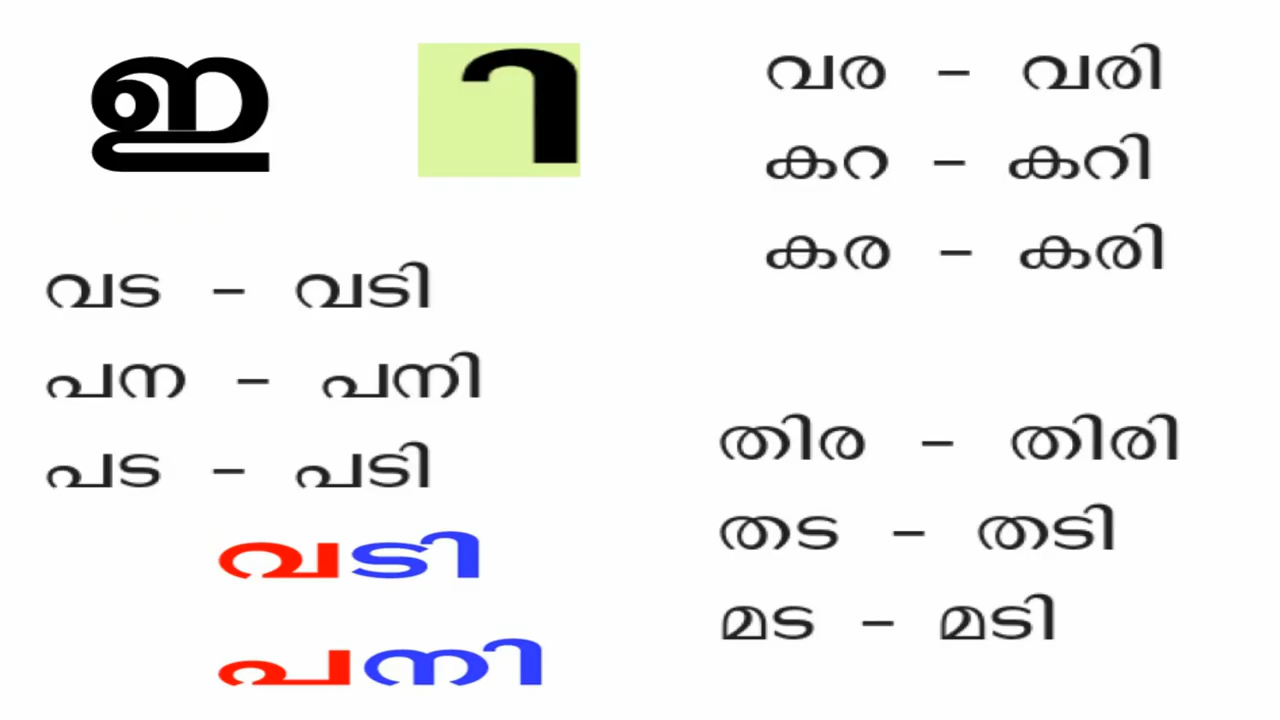 ഇ ി
വട – വടി
പന – പനി
പട – പടി
വടി
പനി
വര – വരി
കറ – കറി
കര – കരി
തിര – തിരി
തട – തടി
മട – മടി